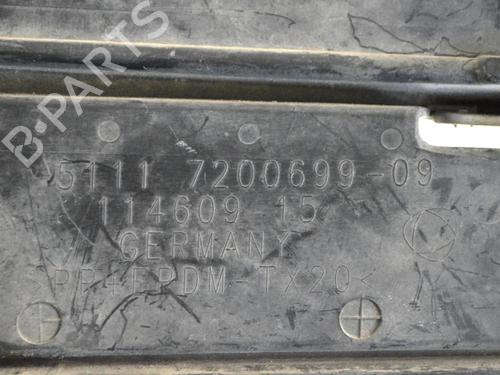 B-PARTS
5111 7200699-09
114609-15
GERMANY
>PP+EPDM-TX20<